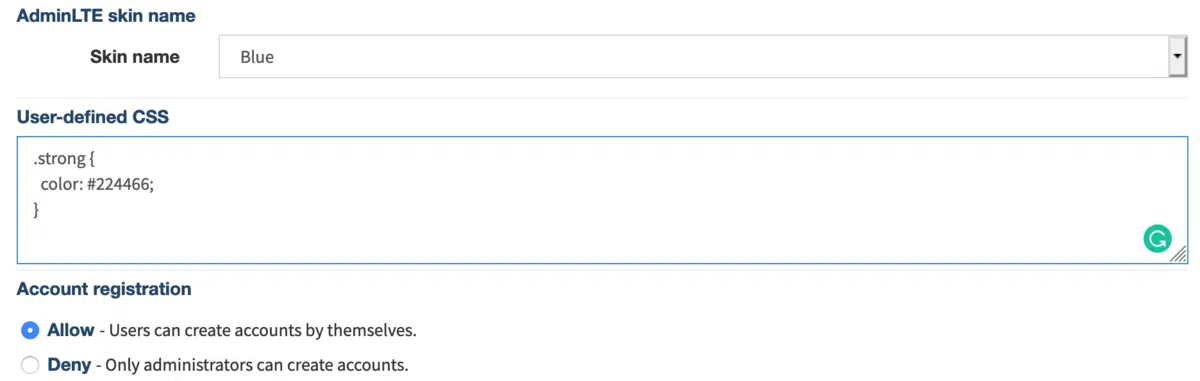 AdminLTE skin name
Skin name Blue
User-defined CSS
.strong {
color: #224466;
}
Account registration
Allow - Users can create accounts by themselves.
Deny - Only administrators can create accounts.